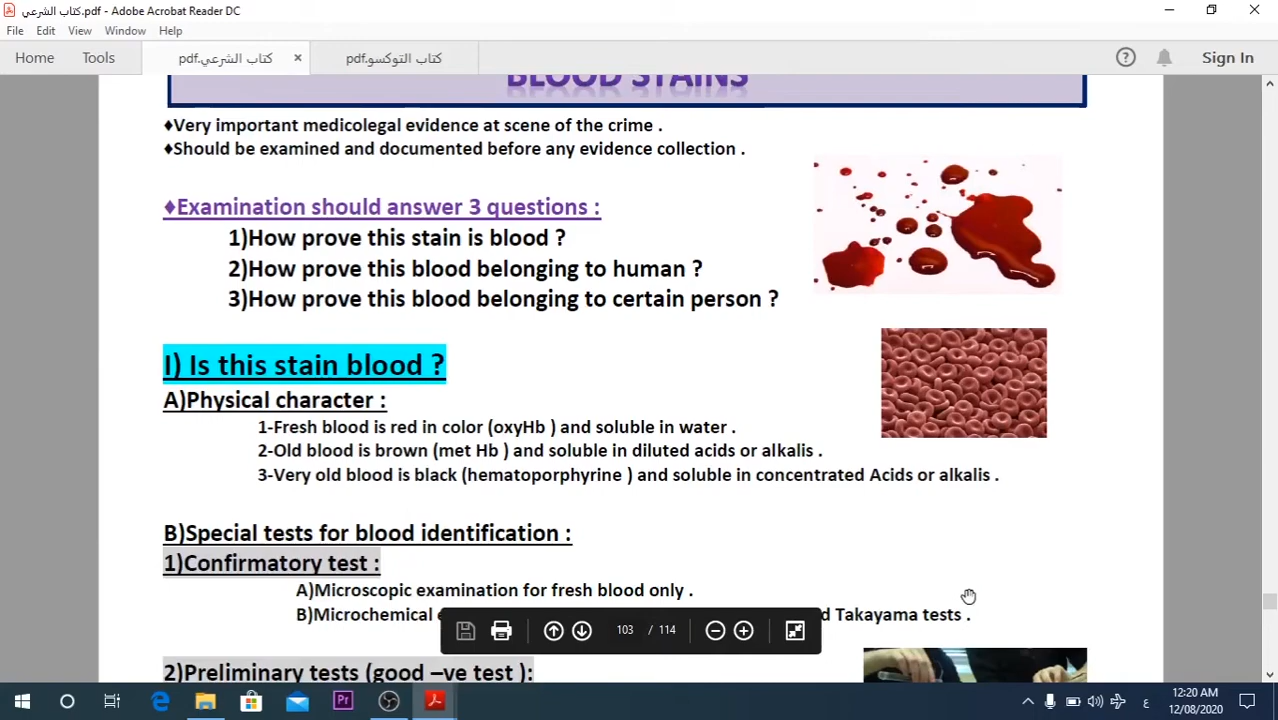 كتاب الشرعي.pdf - Adobe Acrobat Reader DC
File Edit View Window Help
Home Tools كتاب الشرعي.pdf × كتاب التوكسو.pdf ? Sign In
BLOOD STAINS
♦Very important medicolegal evidence at scene of the crime .
♦Should be examined and documented before any evidence collection .
♦Examination should answer 3 questions :
1)How prove this stain is blood ?
2)How prove this blood belonging to human ?
3)How prove this blood belonging to certain person ?
I) Is this stain blood ?
A)Physical character :
1-Fresh blood is red in color (oxyHb ) and soluble in water .
2-Old blood is brown (met Hb ) and soluble in diluted acids or alkalis .
3-Very old blood is black (hematoporphyrine ) and soluble in concentrated Acids or alkalis .
B)Special tests for blood identification :
1)Confirmatory test :
A)Microscopic examination for fresh blood only .
B)Microchemical Takayama tests .
103 / 114
2)Preliminary tests (good –ve test ):
Pr
ع
12:20 AM
12/08/2020